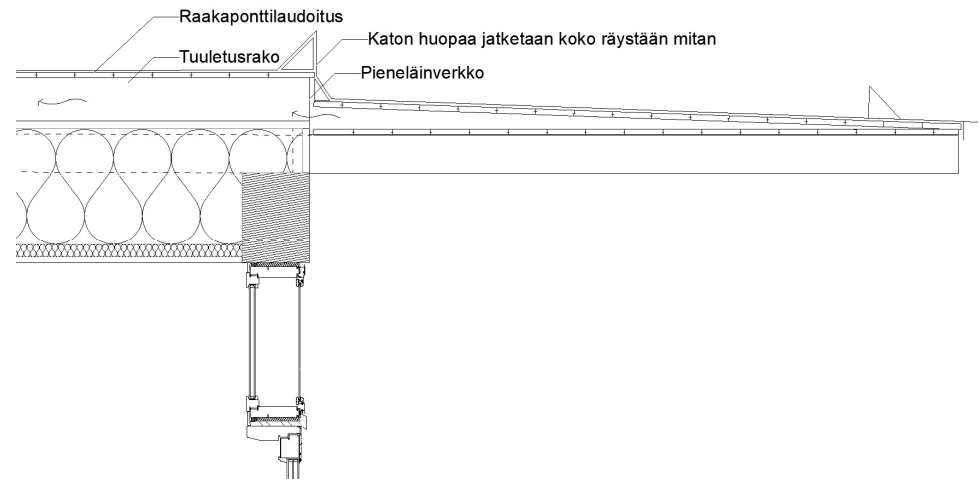 Raakaponttilaudoitus
Katon huopaa jatketaan koko räystään mitan
Tuuletusrako
Pieneläinverkko